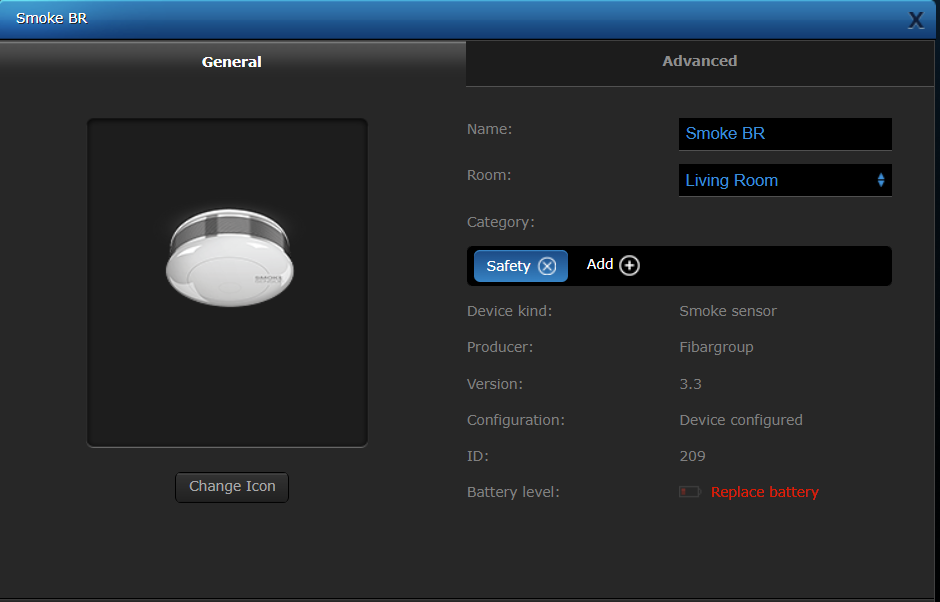 Smoke BR
X
General
Advanced
Name:
Smoke BR
Room:
Living Room
Category:
Safety
Add
Device kind:
Smoke sensor
Producer:
Fibargroup
Version:
3.3
Configuration:
Device configured
ID:
209
Battery level:
Replace battery
SMOKE
Change Icon